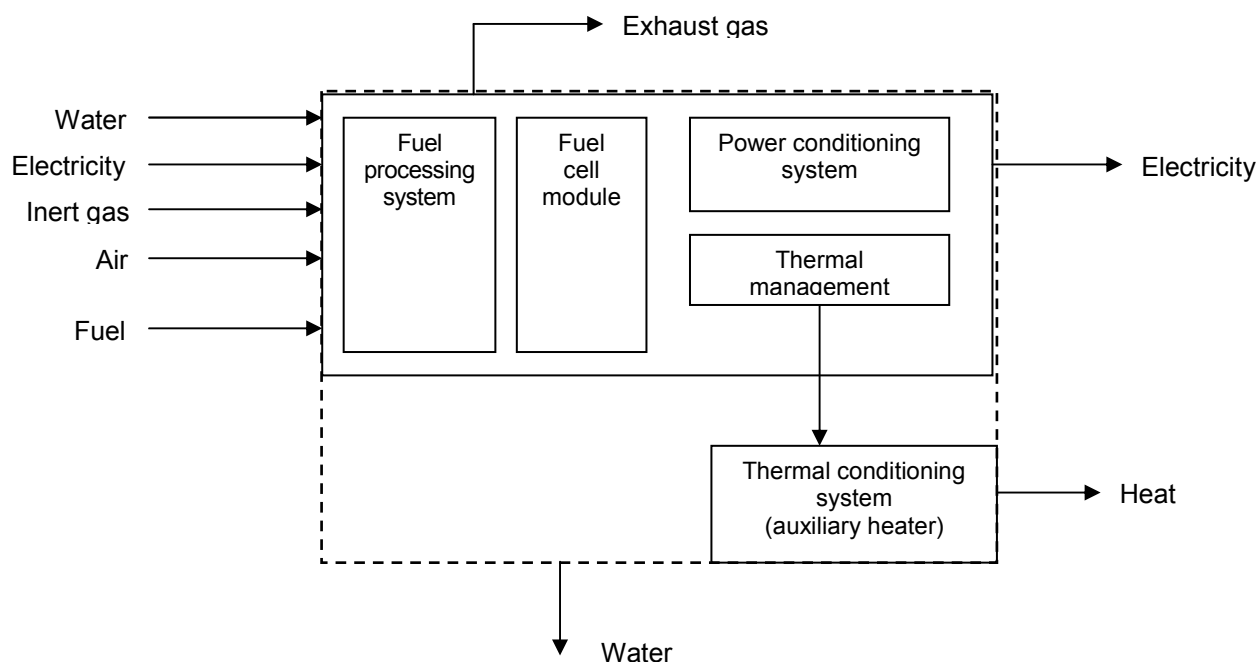 Exhaust gas
Water
Electricity
Inert gas
Air
Fuel
Fuel
processing
system
Fuel
cell
module
Power conditioning
system
Thermal
management
Electricity
Thermal conditioning
system
(auxiliary heater)
Heat
Water